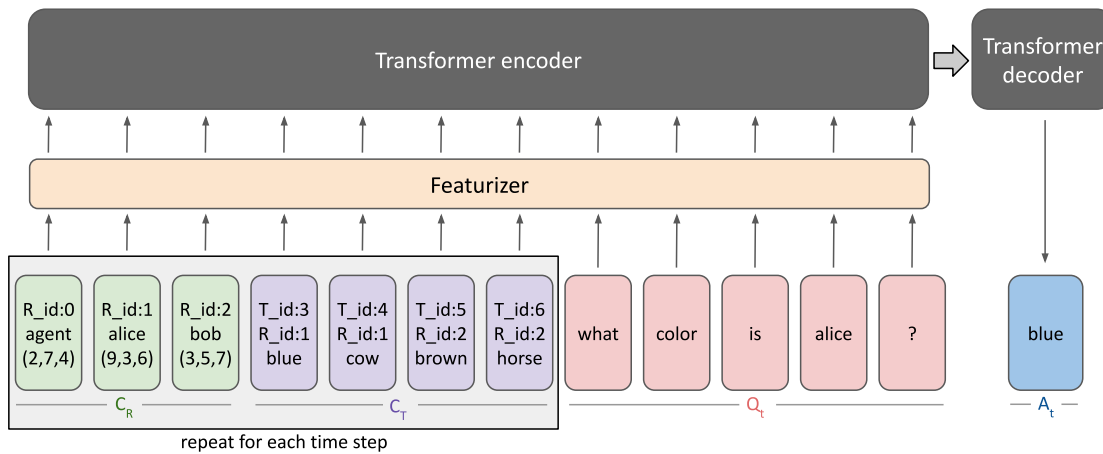 Transformer encoder
Transformer
decoder
Featurizer
R_id:0
agent
(2,7,4)
R_id:1
alice
(9,3,6)
R_id:2
bob
(3,5,7)
T_id:3
R_id:1
blue
T_id:4
R_id:1
cow
T_id:5
R_id:2
brown
T_id:6
R_id:2
horse
what
color
is
alice
?
blue
C_R
C_T
Q_t
A_t
repeat for each time step